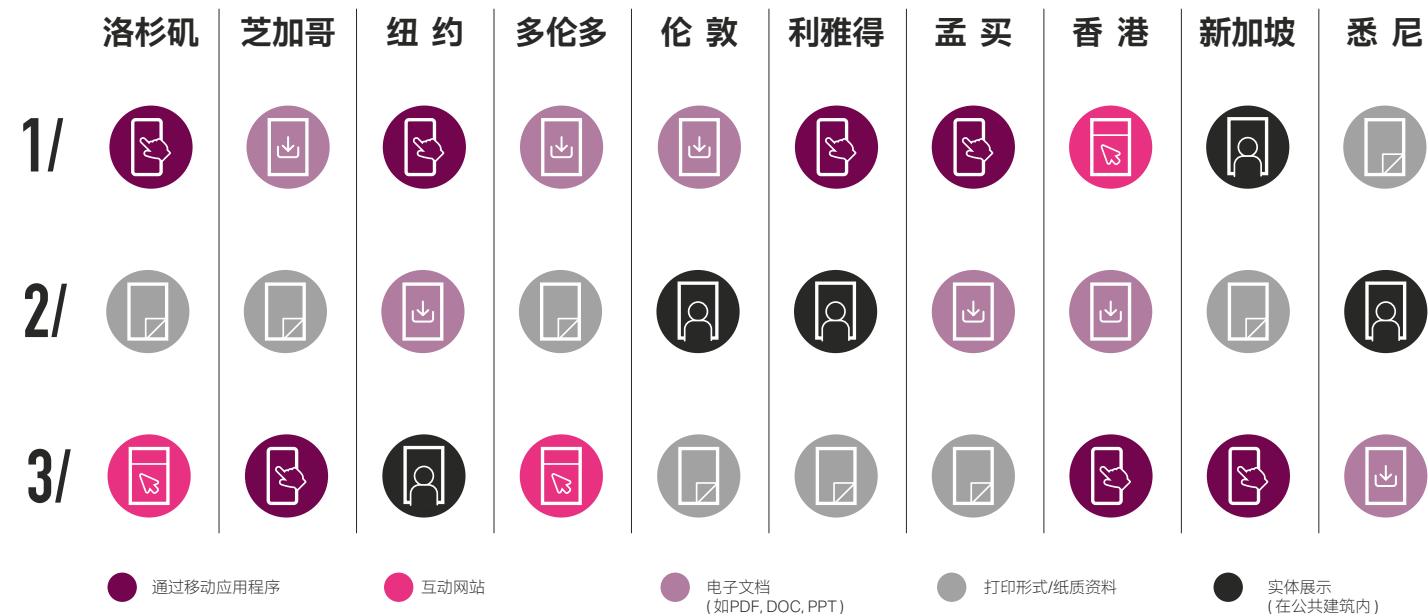 洛杉矶 芝加哥 纽 约 多伦多 伦 敦 利雅得 孟 买 香 港 新加坡 悉 尼
1/
2/
3/
通过移动应用程序 互动网站 电子文档 打印形式/纸质资料 实体展示
(如PDF, DOC, PPT) (在公共建筑内)